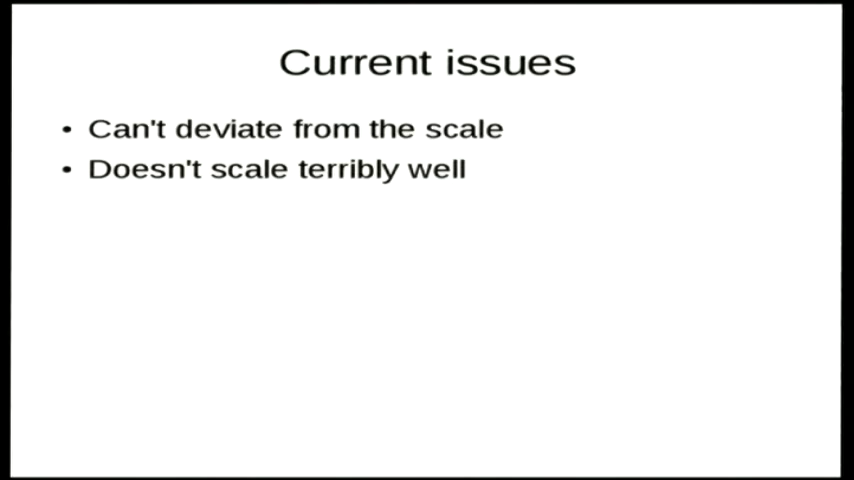 Current issues
• Can't deviate from the scale
• Doesn't scale terribly well